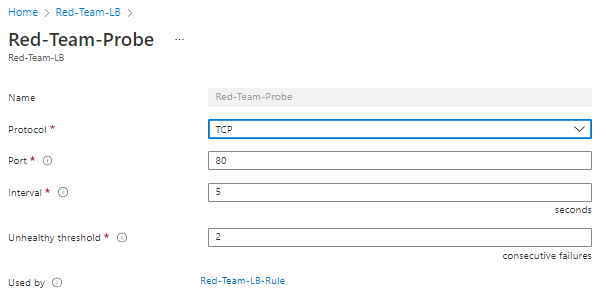 Home > Red-Team-LB >
Red-Team-Probe ...
Red-Team-LB
Name Red-Team-Probe
Protocol * TCP
Port * 80
Interval * 5
seconds
Unhealthy threshold * 2
consecutive failures
Used by Red-Team-LB-Rule